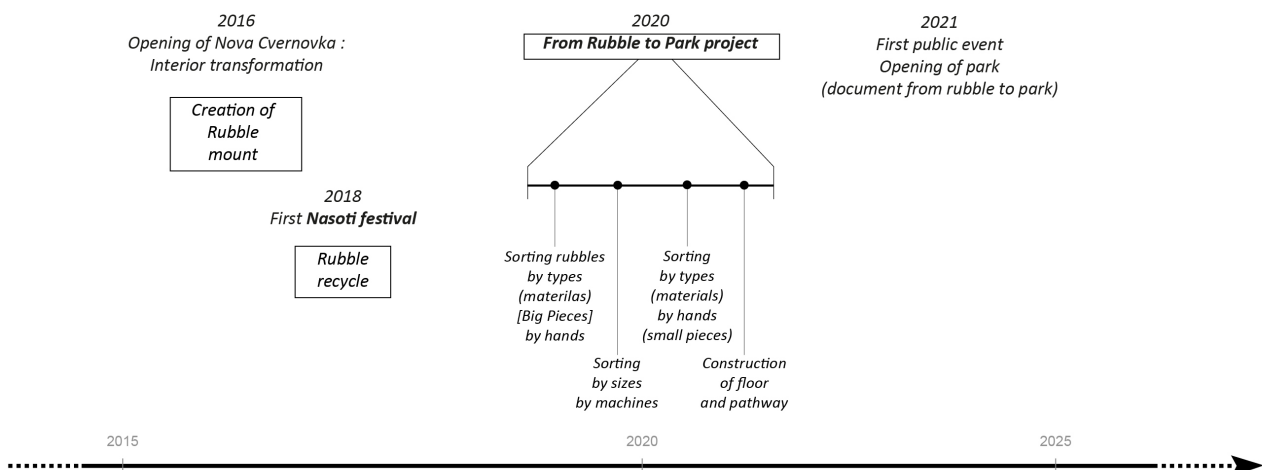 2016
Opening of Nova Cvernovka :
Interior transformation
Creation of
Rubble
mount
2018
First Nasoti festival
Rubble
recycle
2020
From Rubble to Park project
Sorting rubbles
by types
(materilas)
[Big Pieces]
by hands
Sorting
by sizes
by machines
Sorting
by types
(materials)
by hands
(small pieces)
Construction
of floor
and pathway
2021
First public event
Opening of park
(document from rubble to park)
2015
2020
2025